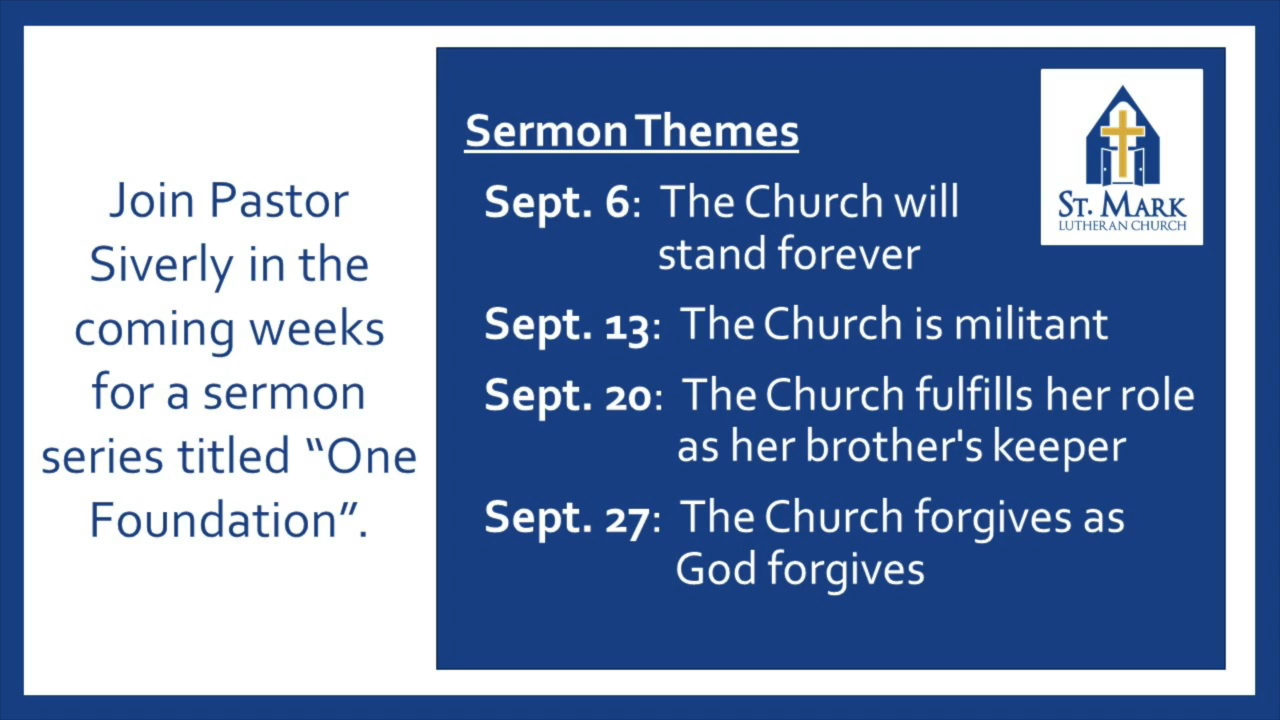 Join Pastor
Siverly in the
coming weeks
for a sermon
series titled “One
Foundation”.
Sermon Themes
Sept. 6: The Church will
stand forever
Sept. 13: The Church is militant
Sept. 20: The Church fulfills her role
as her brother's keeper
Sept. 27: The Church forgives as
God forgives
ST. MARK
LUTHERAN CHURCH